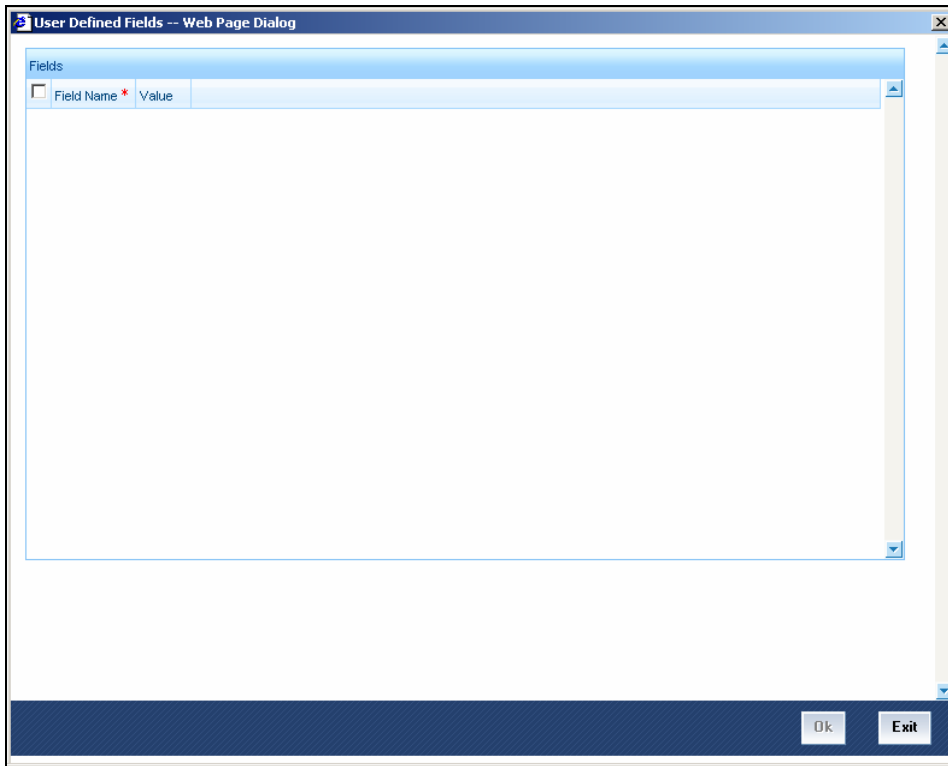 User Defined Fields -- Web Page Dialog
Fields
Field Name * Value
Ok Exit